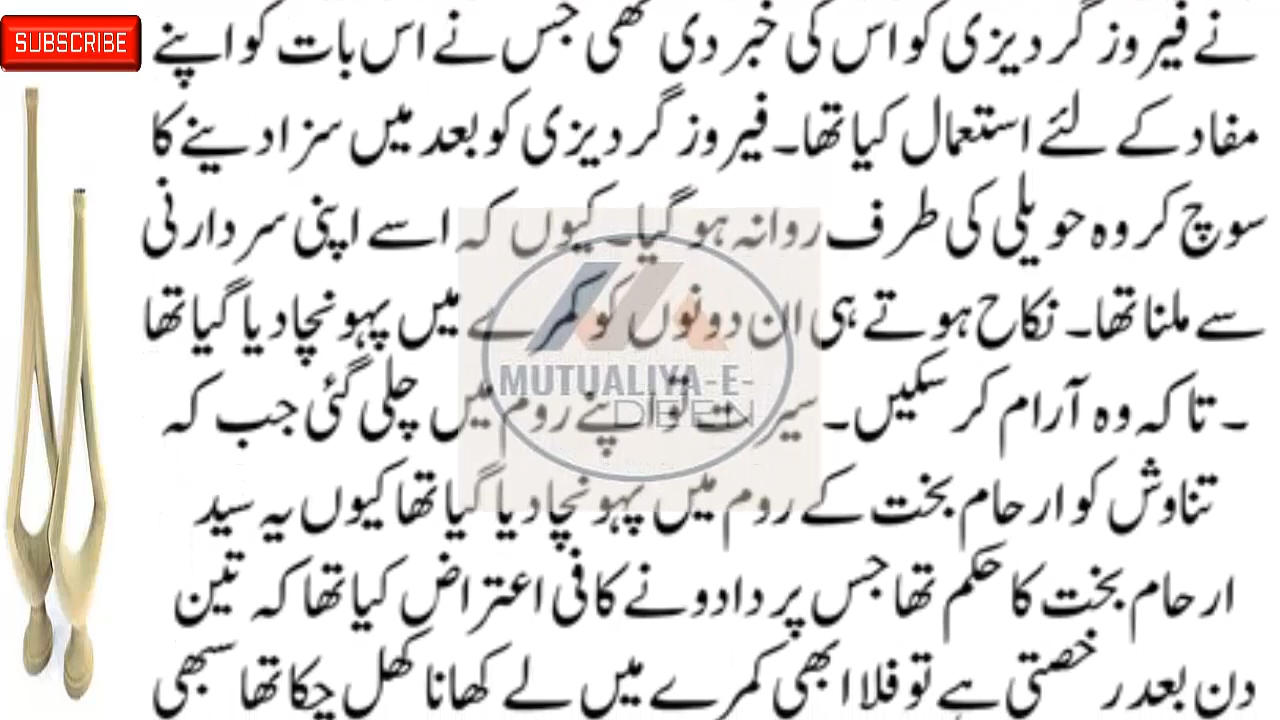 SUBSCRIBE
نے فیروز گردیزی کو اس کی خبر دی تھی جس نے اس بات کو اپنے
مفاد کے لئے استعمال کیا تھا۔ فیروز گردیزی کو بعد میں سزا دینے کا
سوچ کر وہ حویلی کی طرف روانہ ہو گیا۔ کیوں کہ اسے اپنی سردارنی
سے ملنا تھا۔ نکاح ہوتے ہی ان دونوں کو کمرے میں پہونچا دیا گیا تھا
۔ تاکہ وہ آرام کر سکیں۔ سیرت تو اپنے روم میں چلی گئی جب کہ
تناوش کو ارحام بخت کے روم میں پہونچا دیا گیا تھا کیوں یہ سید
ارحام بخت کا حکم تھا جس پر دادو نے کافی اعتراض کیا تھا کہ تین
دن بعد رخصتی ہے تو فلا ابھی کمرے میں لے کھانا کھل چکا تھا سبھی
MUTUALIYA-E-
DEEN